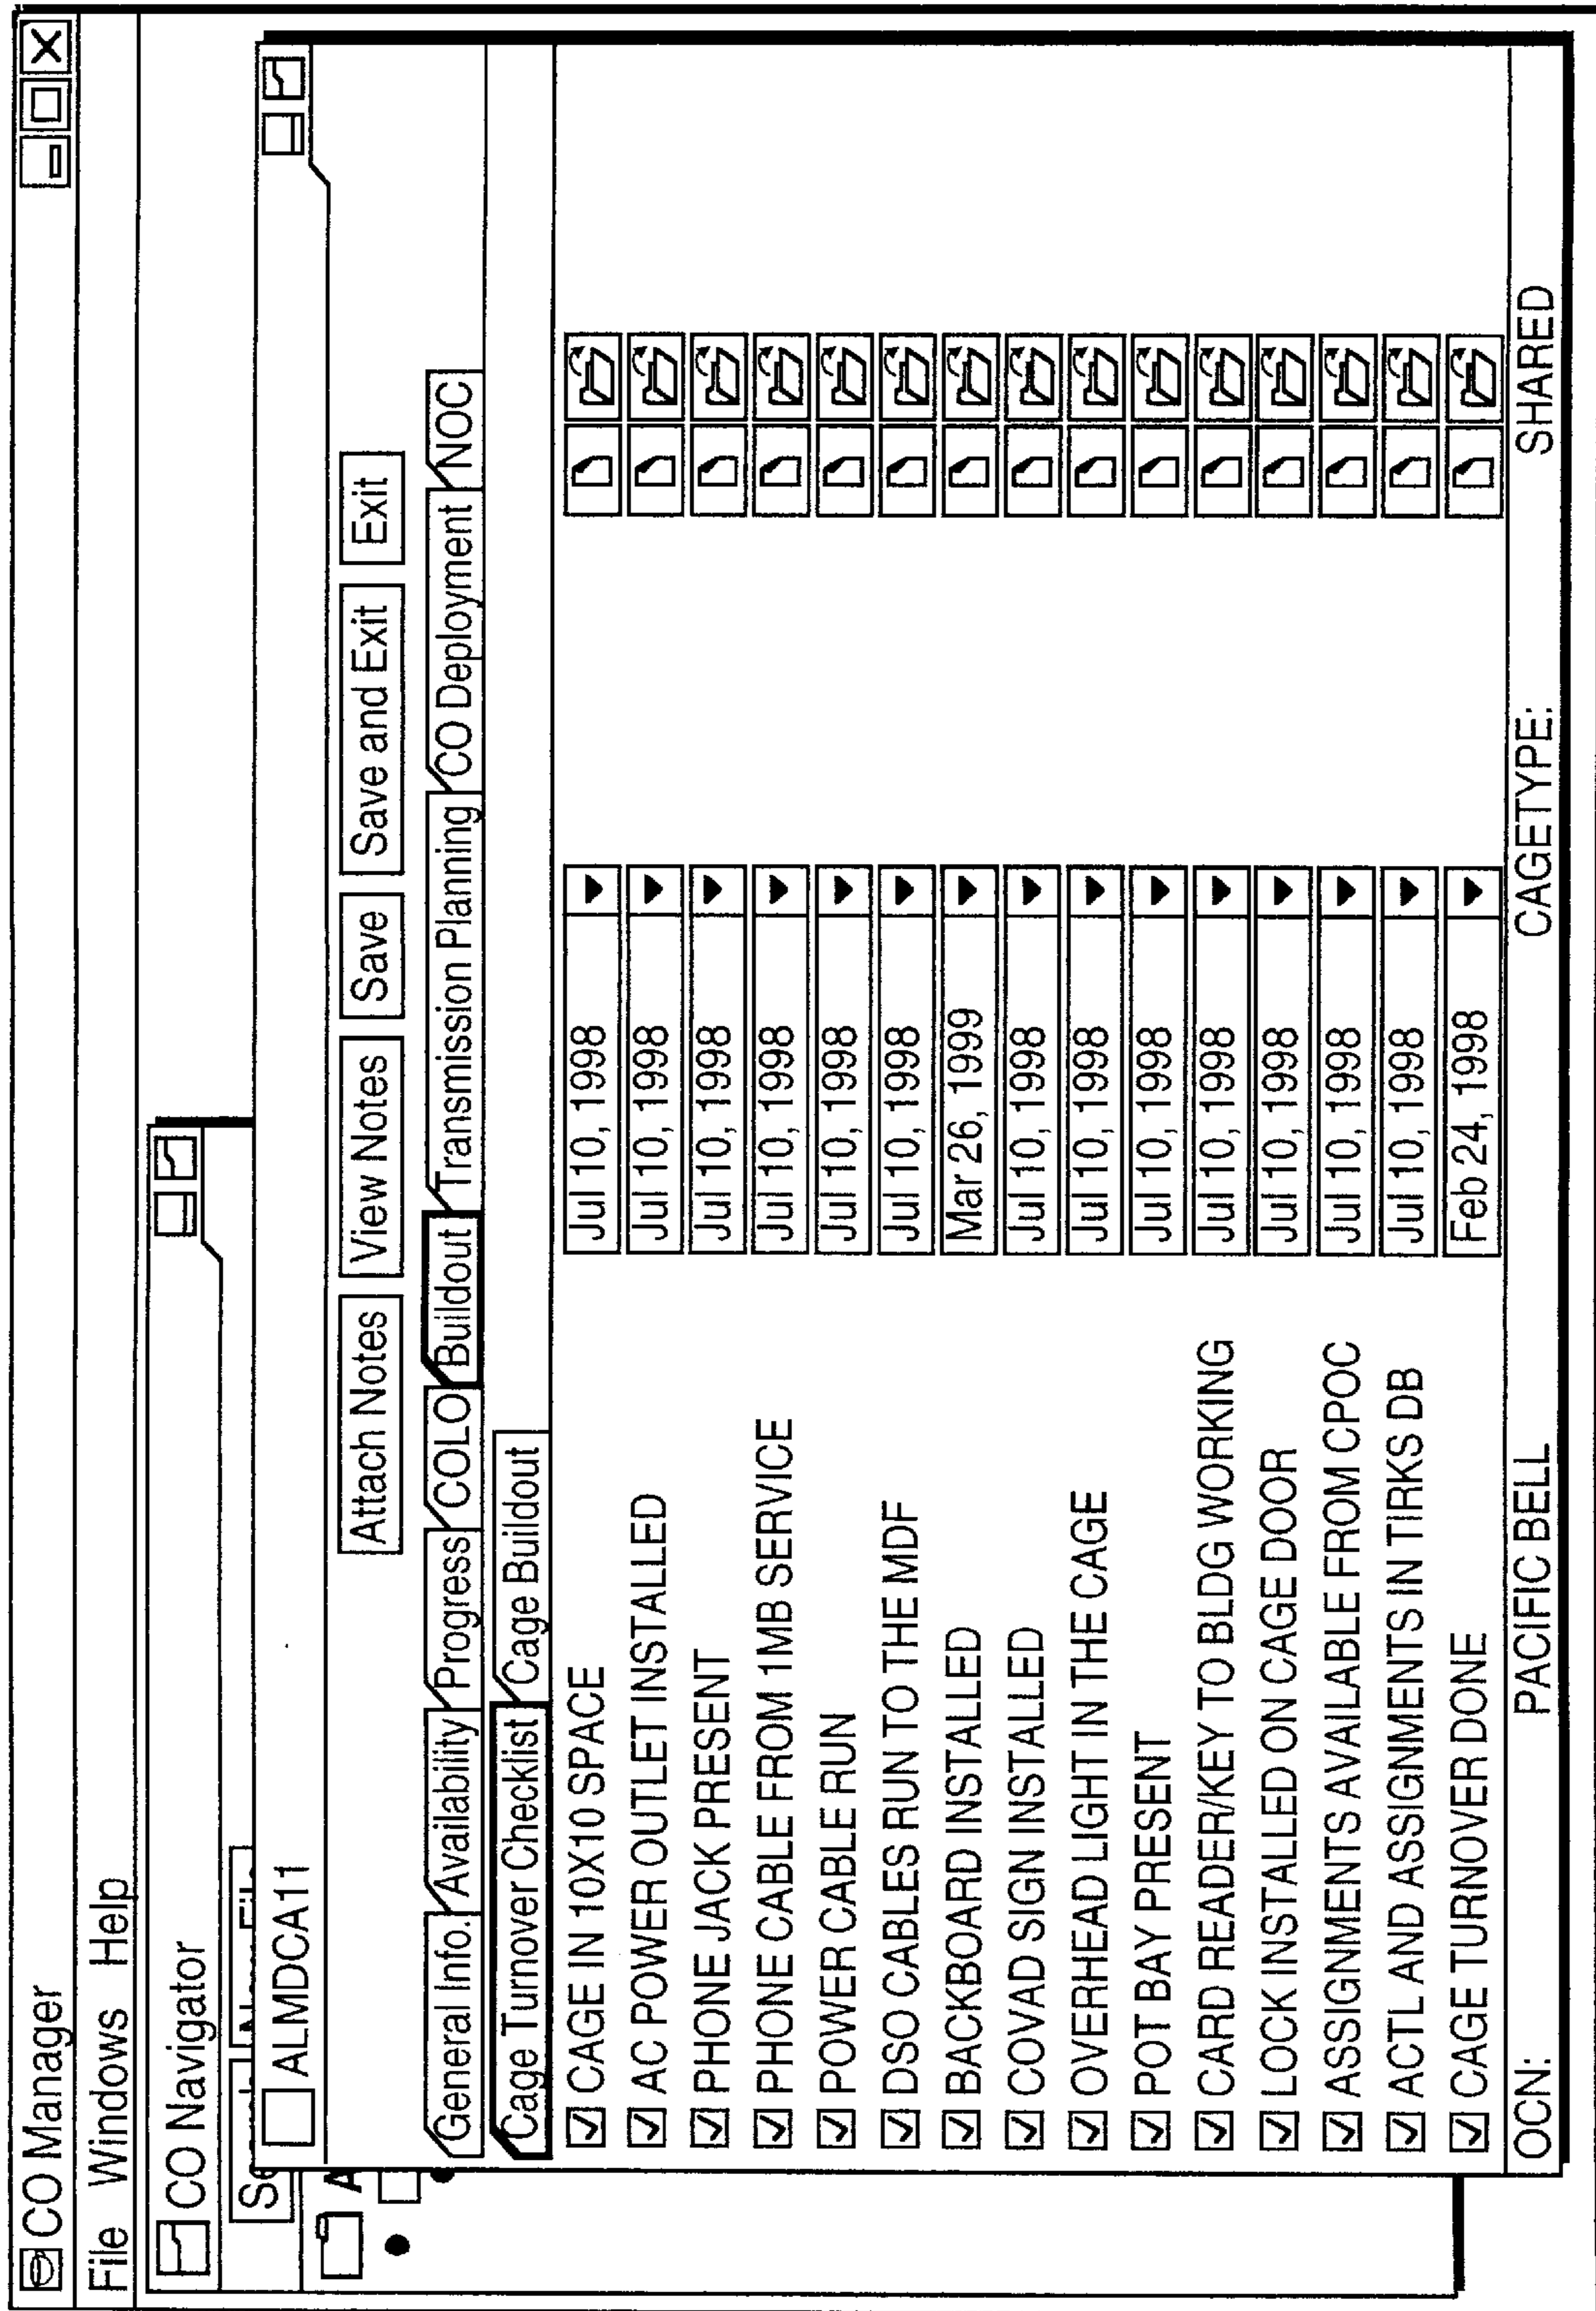 CO Manager
File Windows Help
CO Navigator
ALMDCA11
Attach Notes View Notes Save Save and Exit Exit
General Info. Availability Progress COLO Buildout Transmission Planning CO Deployment NOC
Cage Turnover Checklist Cage Buildout
CAGE IN 10X10 SPACE Jul 10, 1998
AC POWER OUTLET INSTALLED Jul 10, 1998
PHONE JACK PRESENT Jul 10, 1998
PHONE CABLE FROM 1MB SERVICE Jul 10, 1998
POWER CABLE RUN Jul 10, 1998
DSO CABLES RUN TO THE MDF Jul 10, 1998
BACKBOARD INSTALLED Mar 26, 1999
COVAD SIGN INSTALLED Jul 10, 1998
OVERHEAD LIGHT IN THE CAGE Jul 10, 1998
POT BAY PRESENT Jul 10, 1998
CARD READER/KEY TO BLDG WORKING Jul 10, 1998
LOCK INSTALLED ON CAGE DOOR Jul 10, 1998
ASSIGNMENTS AVAILABLE FROM CPOC Jul 10, 1998
ACTL AND ASSIGNMENTS IN TIRKS DB Jul 10, 1998
CAGE TURNOVER DONE Feb 24, 1998
OCN: PACIFIC BELL CAGETYPE: SHARED